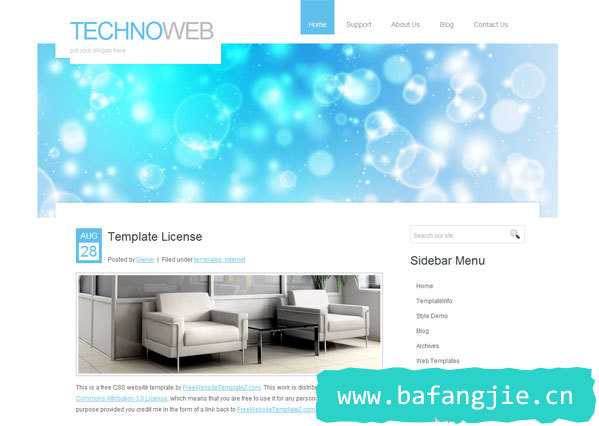 TECHNOWEB
put your slogan here
Home Support About Us Blog Contact Us
AUG
28
Template License
Posted by Owner | Filed under templates, internet
This is a free CSS website template by FreeWebsiteTemplateZ.com. This work is distrib
Commons Attribution 3.0 License, which means that you are free to use it for any perso
purpose provided you credit me in the form of a link back to FreeWebsiteTemplateZ.com
Search our site:
Sidebar Menu
Home
TemplateInfo
Style Demo
Blog
Archives
Web Templates
www.bafangjie.cn